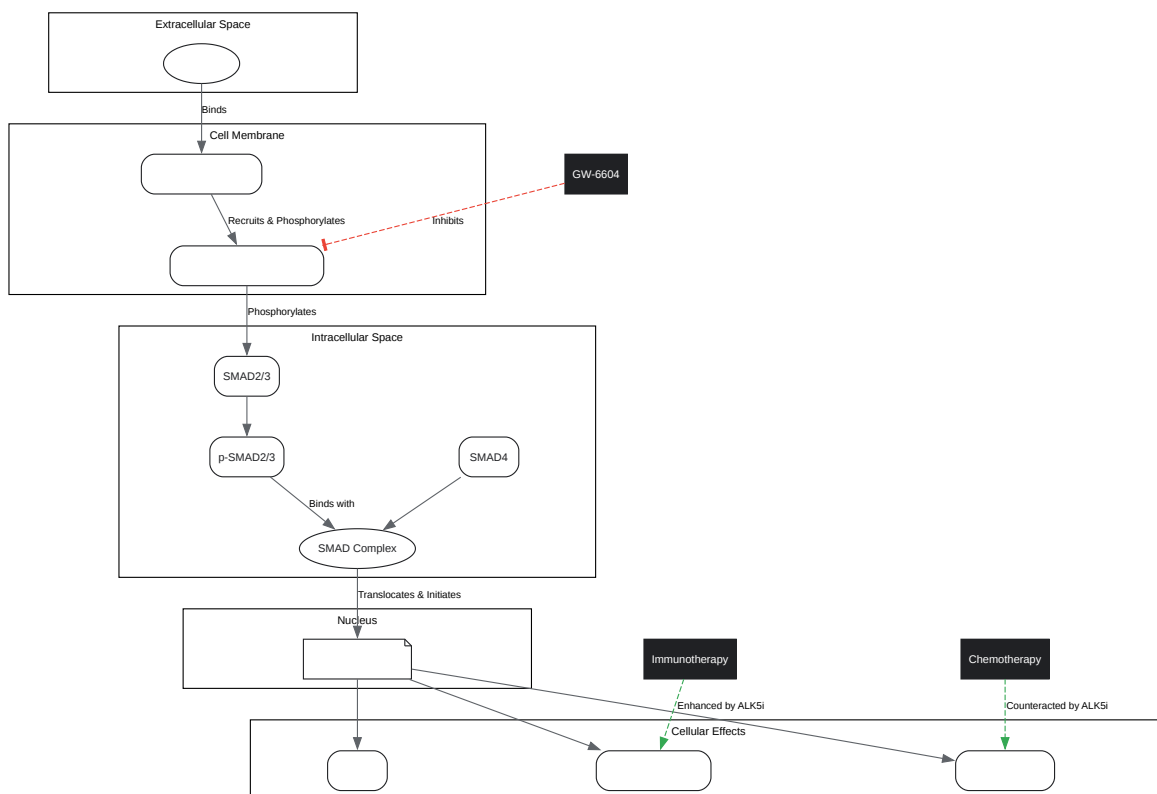 Extracellular Space
Binds
Cell Membrane
GW-6604
Recruits & Phosphorylates
Inhibits
Phosphorylates
Intracellular Space
SMAD2/3
p-SMAD2/3
SMAD4
Binds with
SMAD Complex
Translocates & Initiates
Nucleus
Immunotherapy
Chemotherapy
Enhanced by ALK5i
Counteracted by ALK5i
Cellular Effects